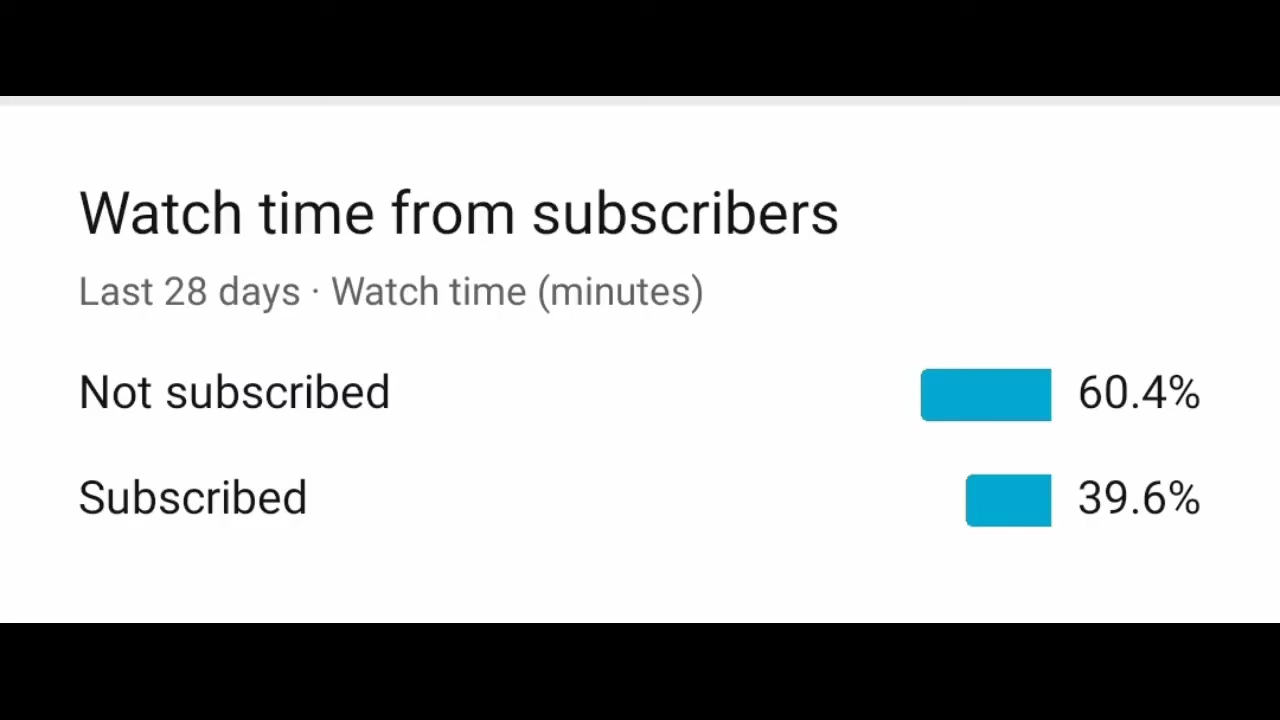 Watch time from subscribers
Last 28 days · Watch time (minutes)
Not subscribed 60.4%
Subscribed 39.6%